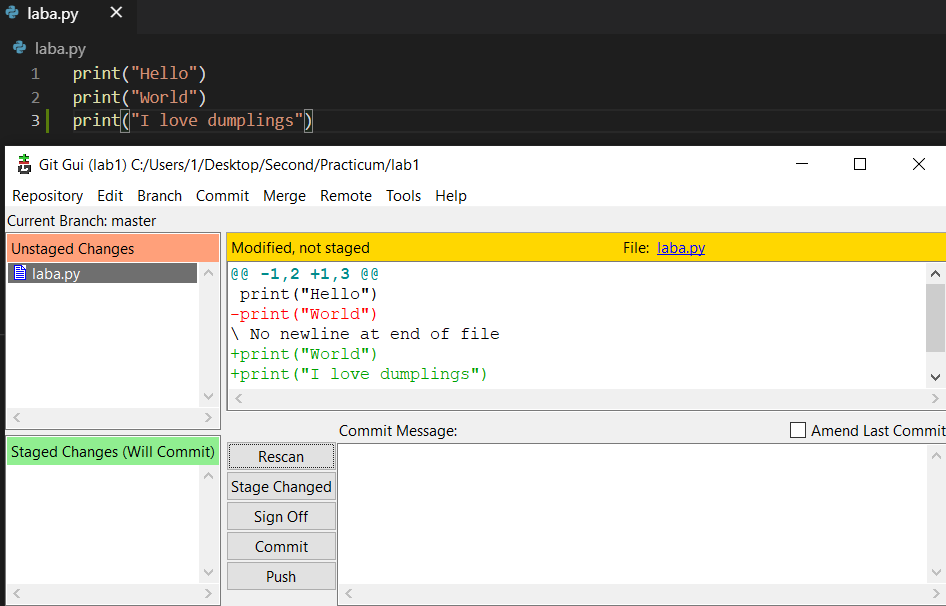 laba.py
laba.py
1 print("Hello")
2 print("World")
3 print("I love dumplings")
Git Gui (lab1) C:/Users/1/Desktop/Second/Practicum/lab1
Repository Edit Branch Commit Merge Remote Tools Help
Current Branch: master
Unstaged Changes
laba.py
Modified, not staged File: laba.py
@@ -1,2 +1,3 @@
 print("Hello")
-print("World")
\ No newline at end of file
+print("World")
+print("I love dumplings")
Staged Changes (Will Commit)
Commit Message: Amend Last Commit
Rescan
Stage Changed
Sign Off
Commit
Push